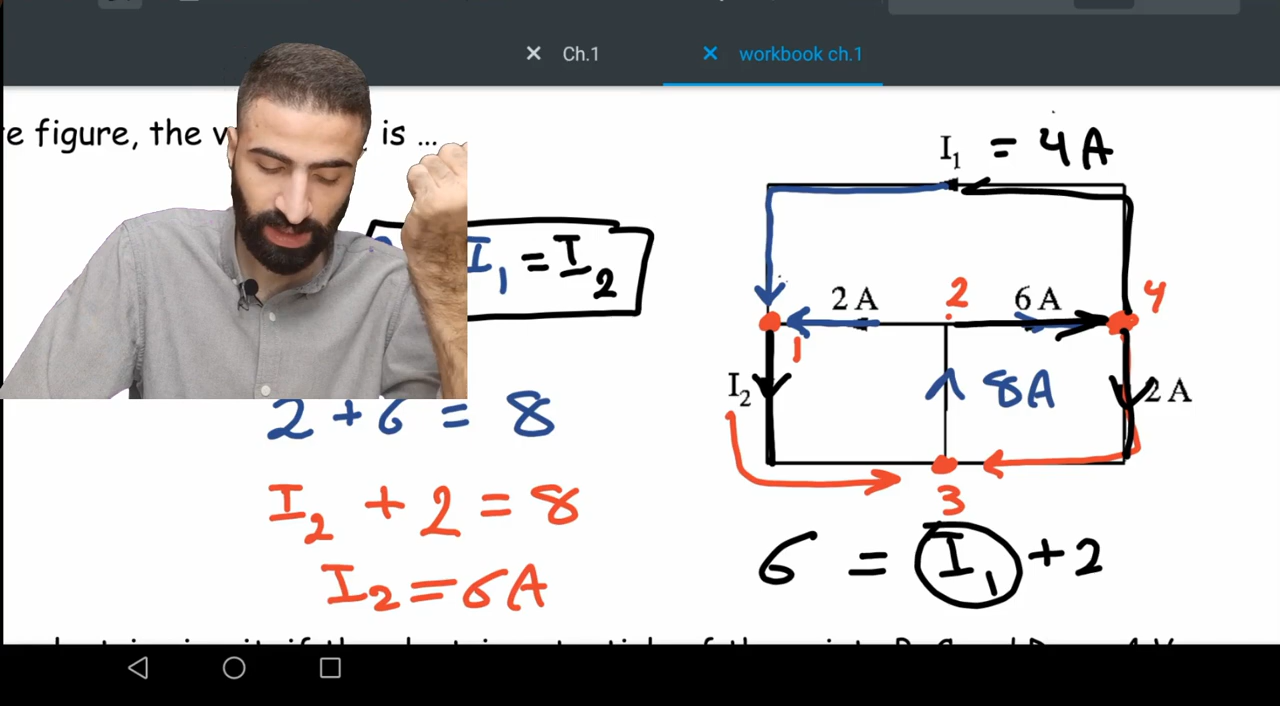 × Ch.1
× workbook ch.1
re figure, the is ...
I₁ = 4A
I₁ = I₂
2 A
2
6 A
4
1
I₂
8A
2 A
2 + 6 = 8
I₂ + 2 = 8
3
6 = I₁ + 2
I₂ = 6A